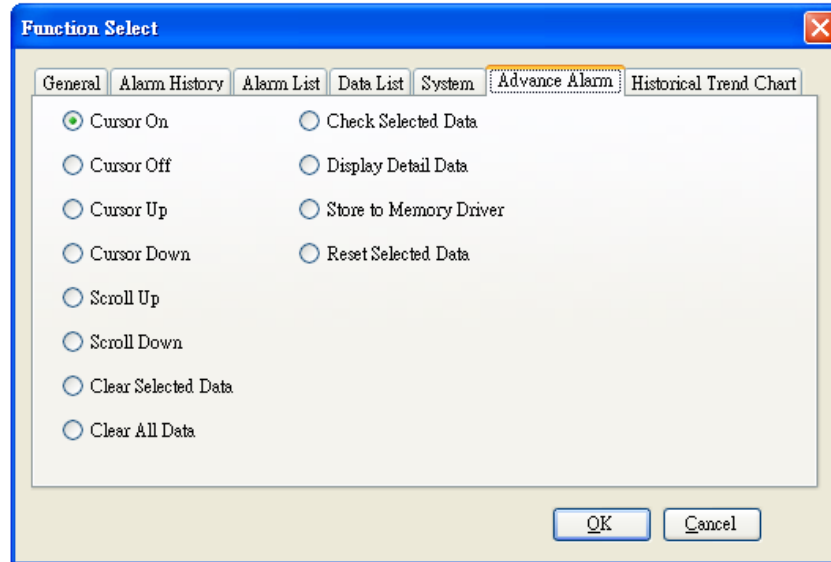 Function Select
General Alarm History Alarm List Data List System Advance Alarm Historical Trend Chart
Cursor On Check Selected Data
Cursor Off Display Detail Data
Cursor Up Store to Memory Driver
Cursor Down Reset Selected Data
Scroll Up
Scroll Down
Clear Selected Data
Clear All Data
OK Cancel